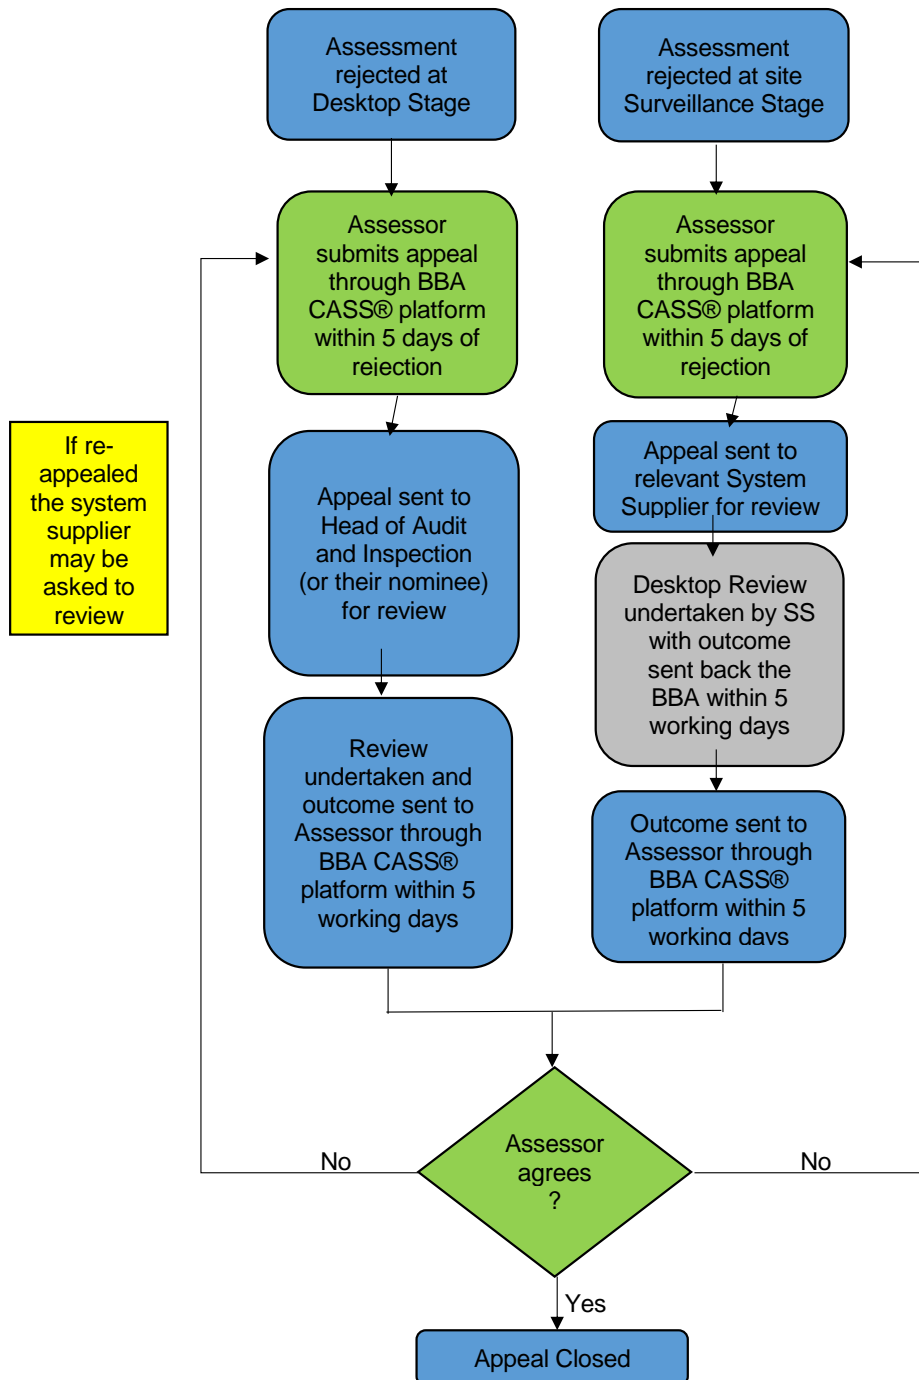 Assessment
rejected at
Desktop Stage
Assessment
rejected at site
Surveillance Stage
Assessor
submits appeal
through BBA
CASS® platform
within 5 days of
rejection
Assessor
submits appeal
through BBA
CASS® platform
within 5 days of
rejection
If re-
appealed
the system
supplier
may be
asked to
review
Appeal sent to
Head of Audit
and Inspection
(or their nominee)
for review
Appeal sent to
relevant System
Supplier for review
Desktop Review
undertaken by SS
with outcome
sent back the
BBA within 5
working days
Review
undertaken and
outcome sent to
Assessor through
BBA CASS®
platform within 5
working days
Outcome sent to
Assessor through
BBA CASS®
platform within 5
working days
Assessor
agrees
?
No
No
Yes
Appeal Closed